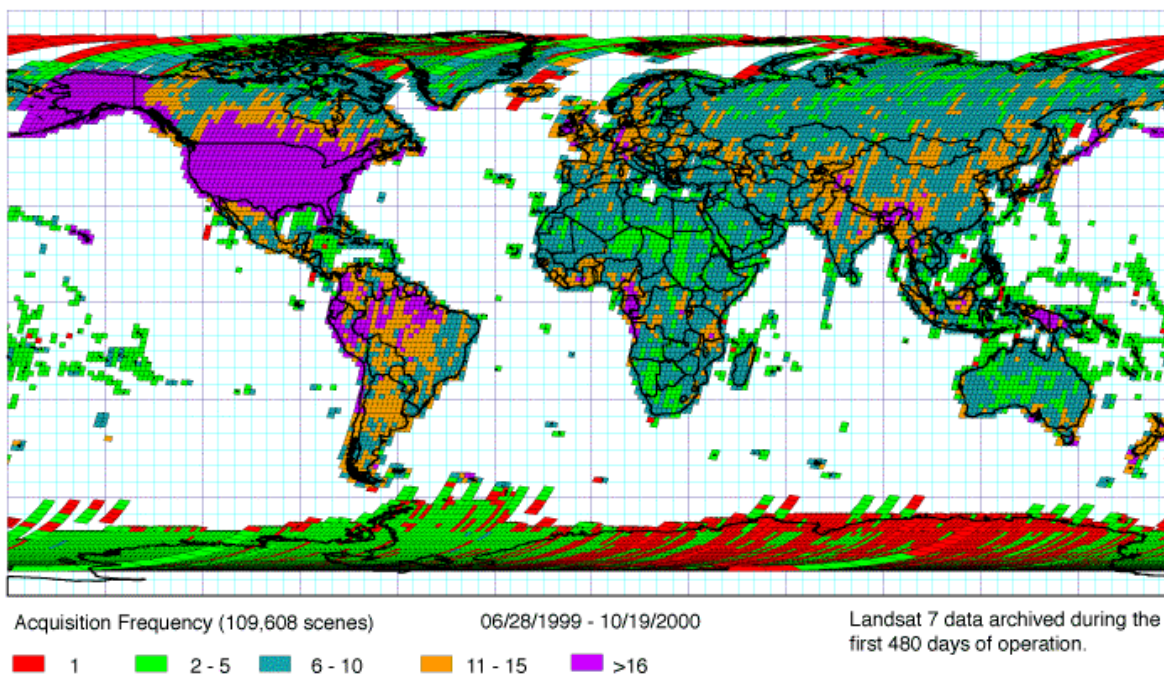 Acquisition Frequency (109,608 scenes)
06/28/1999 - 10/19/2000
Landsat 7 data archived during the
first 480 days of operation.
1
2 - 5
6 - 10
11 - 15
>16